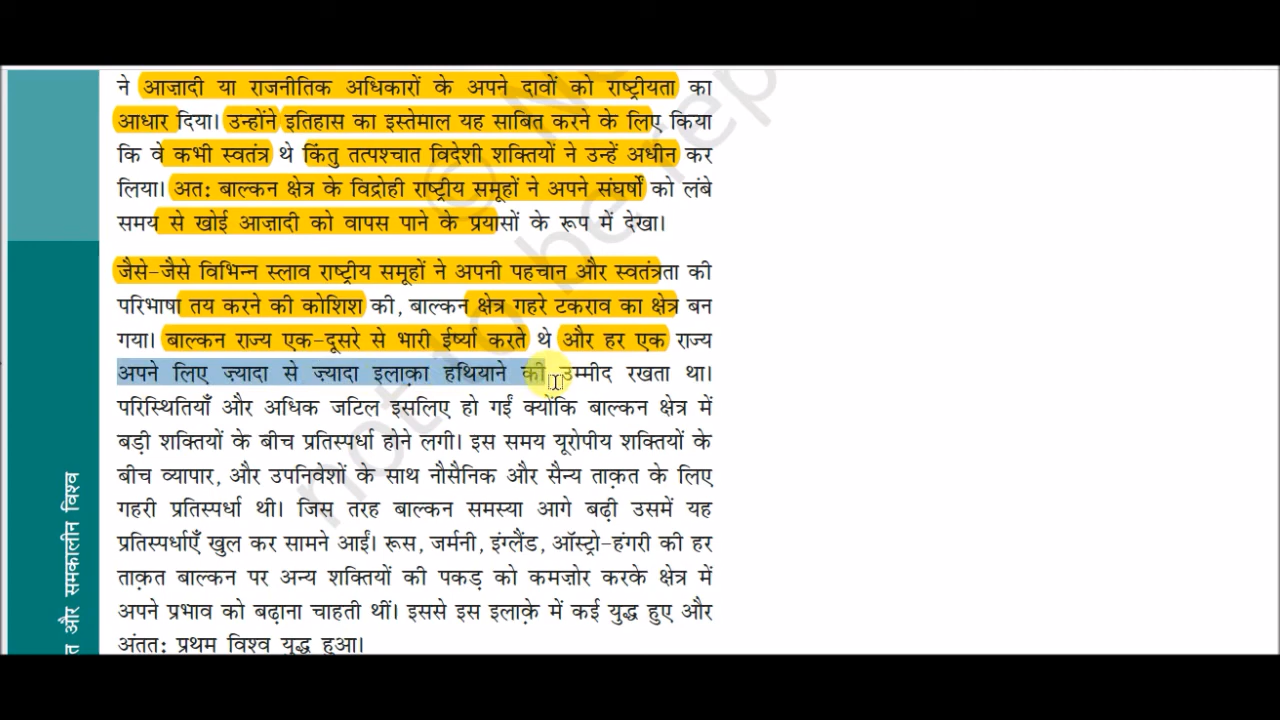 ने आज़ादी या राजनीतिक अधिकारों के अपने दावों को राष्ट्रीयता का
आधार दिया। उन्होंने इतिहास का इस्तेमाल यह साबित करने के लिए किया
कि वे कभी स्वतंत्र थे किंतु तत्पश्चात विदेशी शक्तियों ने उन्हें अधीन कर
लिया। अत: बाल्कन क्षेत्र के विद्रोही राष्ट्रीय समूहों ने अपने संघर्षों को लंबे
समय से खोई आज़ादी को वापस पाने के प्रयासों के रूप में देखा।
जैसे-जैसे विभिन्न स्लाव राष्ट्रीय समूहों ने अपनी पहचान और स्वतंत्रता की
परिभाषा तय करने की कोशिश की, बाल्कन क्षेत्र गहरे टकराव का क्षेत्र बन
गया। बाल्कन राज्य एक-दूसरे से भारी ईर्ष्या करते थे और हर एक राज्य
अपने लिए ज़्यादा से ज़्यादा इलाक़ा हथियाने की उम्मीद रखता था।
परिस्थितियाँ और अधिक जटिल इसलिए हो गईं क्योंकि बाल्कन क्षेत्र में
बड़ी शक्तियों के बीच प्रतिस्पर्धा होने लगी। इस समय यूरोपीय शक्तियों के
बीच व्यापार, और उपनिवेशों के साथ नौसैनिक और सैन्य ताक़त के लिए
गहरी प्रतिस्पर्धा थी। जिस तरह बाल्कन समस्या आगे बढ़ी उसमें यह
प्रतिस्पर्धाएँ खुल कर सामने आईं। रूस, जर्मनी, इंग्लैंड, ऑस्ट्रो-हंगरी की हर
ताक़त बाल्कन पर अन्य शक्तियों की पकड़ को कमज़ोर करके क्षेत्र में
अपने प्रभाव को बढ़ाना चाहती थीं। इससे इस इलाक़े में कई युद्ध हुए और
अंतत: प्रथम विश्व युद्ध हुआ।
और समकालीन विश्व
not to be rep